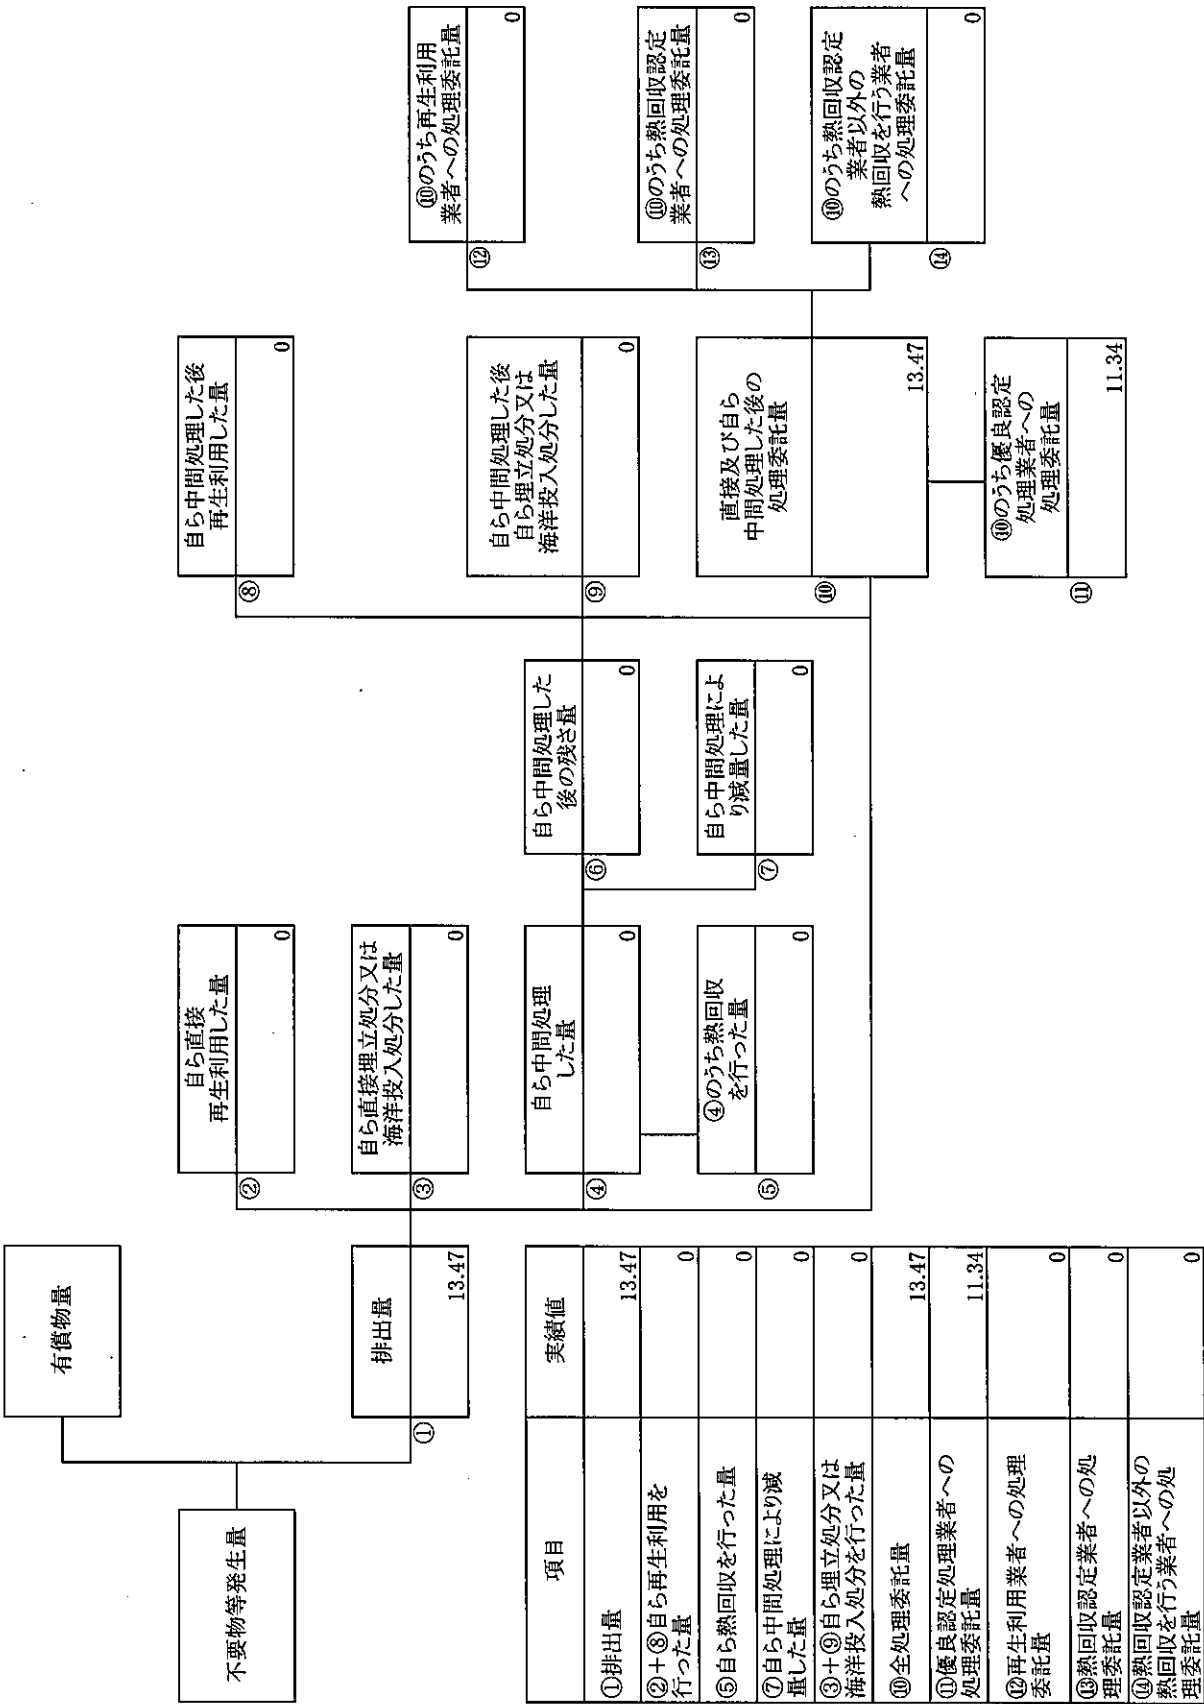 有償物量
不要物等発生量
①
排出量
13.47
②
自ら直接
再生利用した量
0
③
自ら直接埋立処分又は
海洋投入処分した量
0
④
自ら中間処理
した量
0
⑤
④のうち熱回収
を行った量
0
⑥
自ら中間処理した
後の残さ量
0
⑦
自ら中間処理によ
り減量した量
0
⑧
自ら中間処理した後
再生利用した量
0
⑨
自ら中間処理した後
自ら埋立処分又は
海洋投入処分した量
0
⑩
直接及び自ら
中間処理した後の
処理委託量
13.47
⑪
⑩のうち優良認定
処理業者への
処理委託量
11.34
⑫
⑩のうち再生利用
業者への処理委託量
0
⑬
⑩のうち熱回収認定
業者への処理委託量
0
⑭
⑩のうち熱回収認定
業者以外の
熱回収を行う業者
への処理委託量
0
項目
実績値
①排出量
13.47
②+⑧自ら再生利用を
行った量
0
⑤自ら熱回収を行った量
0
⑦自ら中間処理により減
量した量
0
③+⑨自ら埋立処分又は
海洋投入処分を行った量
0
⑩全処理委託量
13.47
⑪優良認定処理業者への
処理委託量
11.34
⑫再生利用業者への処理
委託量
0
⑬熱回収認定業者への処
理委託量
0
⑭熱回収認定業者以外の
熱回収を行う業者への処
理委託量
0